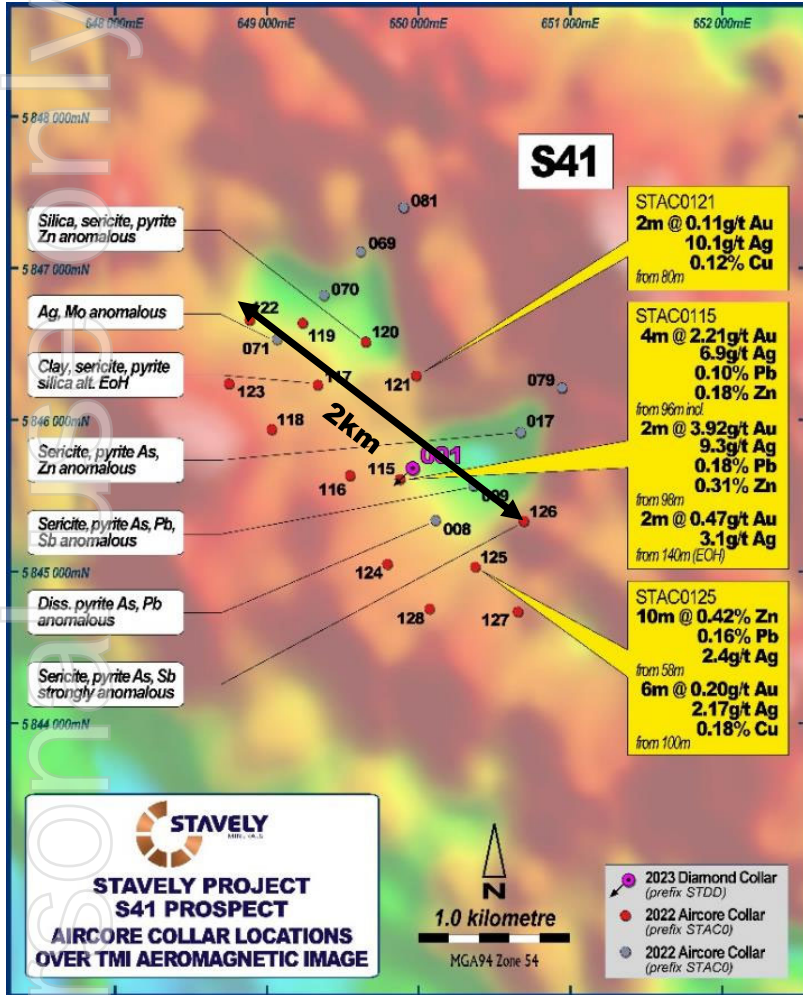 648 000mE
649 000mE
650 000mE
651 000mE
652 000mE
5 848 000mN
5 847 000mN
5 846 000mN
5 845 000mN
5 844 000mN
rsonal use only
S41
Silica, sericite, pyrite
Zn anomalous
Ag, Mo anomalous
Clay, sericite, pyrite
silica alt. EoH
Sericite, pyrite As,
Zn anomalous
Sericite, pyrite As, Pb,
Sb anomalous
Diss. pyrite As, Pb
anomalous
Sericite, pyrite As, Sb
strongly anomalous
081
069
070
122
119
120
071
117
121
079
123
118
017
2km
001
115
116
009
126
008
124
125
128
127
STAC0121
2m @ 0.11g/t Au
10.1g/t Ag
0.12% Cu
from 80m
STAC0115
4m @ 2.21g/t Au
6.9g/t Ag
0.10% Pb
0.18% Zn
from 96m incl.
2m @ 3.92g/t Au
9.3g/t Ag
0.18% Pb
0.31% Zn
from 98m
2m @ 0.47g/t Au
3.1g/t Ag
from 140m (EOH)
STAC0125
10m @ 0.42% Zn
0.16% Pb
2.4g/t Ag
from 58m
6m @ 0.20g/t Au
2.17g/t Ag
0.18% Cu
from 100m
STAVELY
MINERALS
STAVELY PROJECT
S41 PROSPECT
AIRCORE COLLAR LOCATIONS
OVER TMI AEROMAGNETIC IMAGE
N
1.0 kilometre
MGA94 Zone 54
2023 Diamond Collar
(prefix STDD)
2022 Aircore Collar
(prefix STAC0)
2022 Aircore Collar
(prefix STAC0)